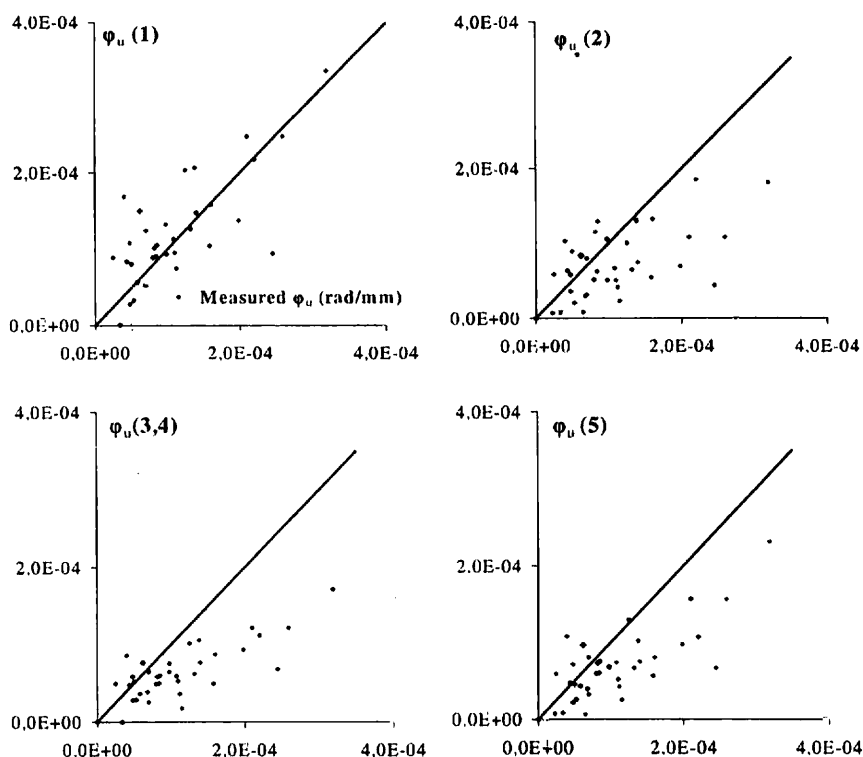 4,0E-04
φu (1)
2,0E-04
• Measured φu (rad/mm)
0,0E+00
0,0E+00 2,0E-04 4,0E-04
4,0E-04
φu (2)
2,0E-04
0,0E+00
0,0E+00 2,0E-04 4,0E-04
4,0E-04
φu(3,4)
2,0E-04
0,0E+00
0,0E+00 2,0E-04 4,0E-04
4,0E-04
φu (5)
2,0E-04
0,0E+00
0,0E+00 2,0E-04 4,0E-04